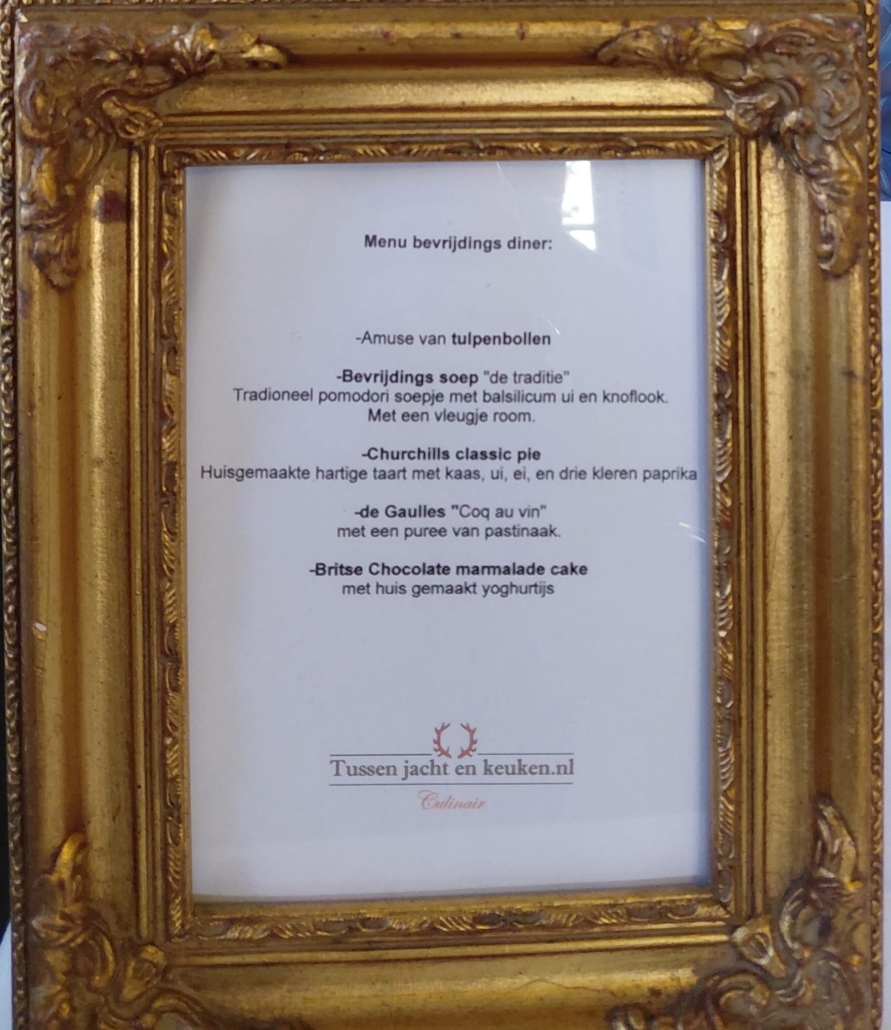 Menu bevrijdings diner:
-Amuse van tulpenbollen
-Bevrijdings soep "de traditie"
Tradioneel pomodori soepje met balsilicum ui en knoflook.
Met een vleugje room.
-Churchills classic pie
Huisgemaakte hartige taart met kaas, ui, ei, en drie kleren paprika
-de Gaulles "Coq au vin"
met een puree van pastinaak.
-Britse Chocolate marmalade cake
met huis gemaakt yoghurtijs
Tussen jacht en keuken.nl
Culinair